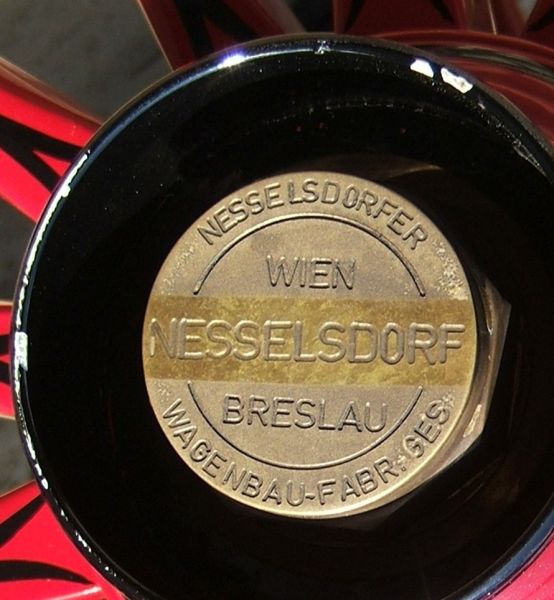 NESSELSDORFER
WIEN
NESSELSDORF
BRESLAU
WAGENBAU-FABR. GES.